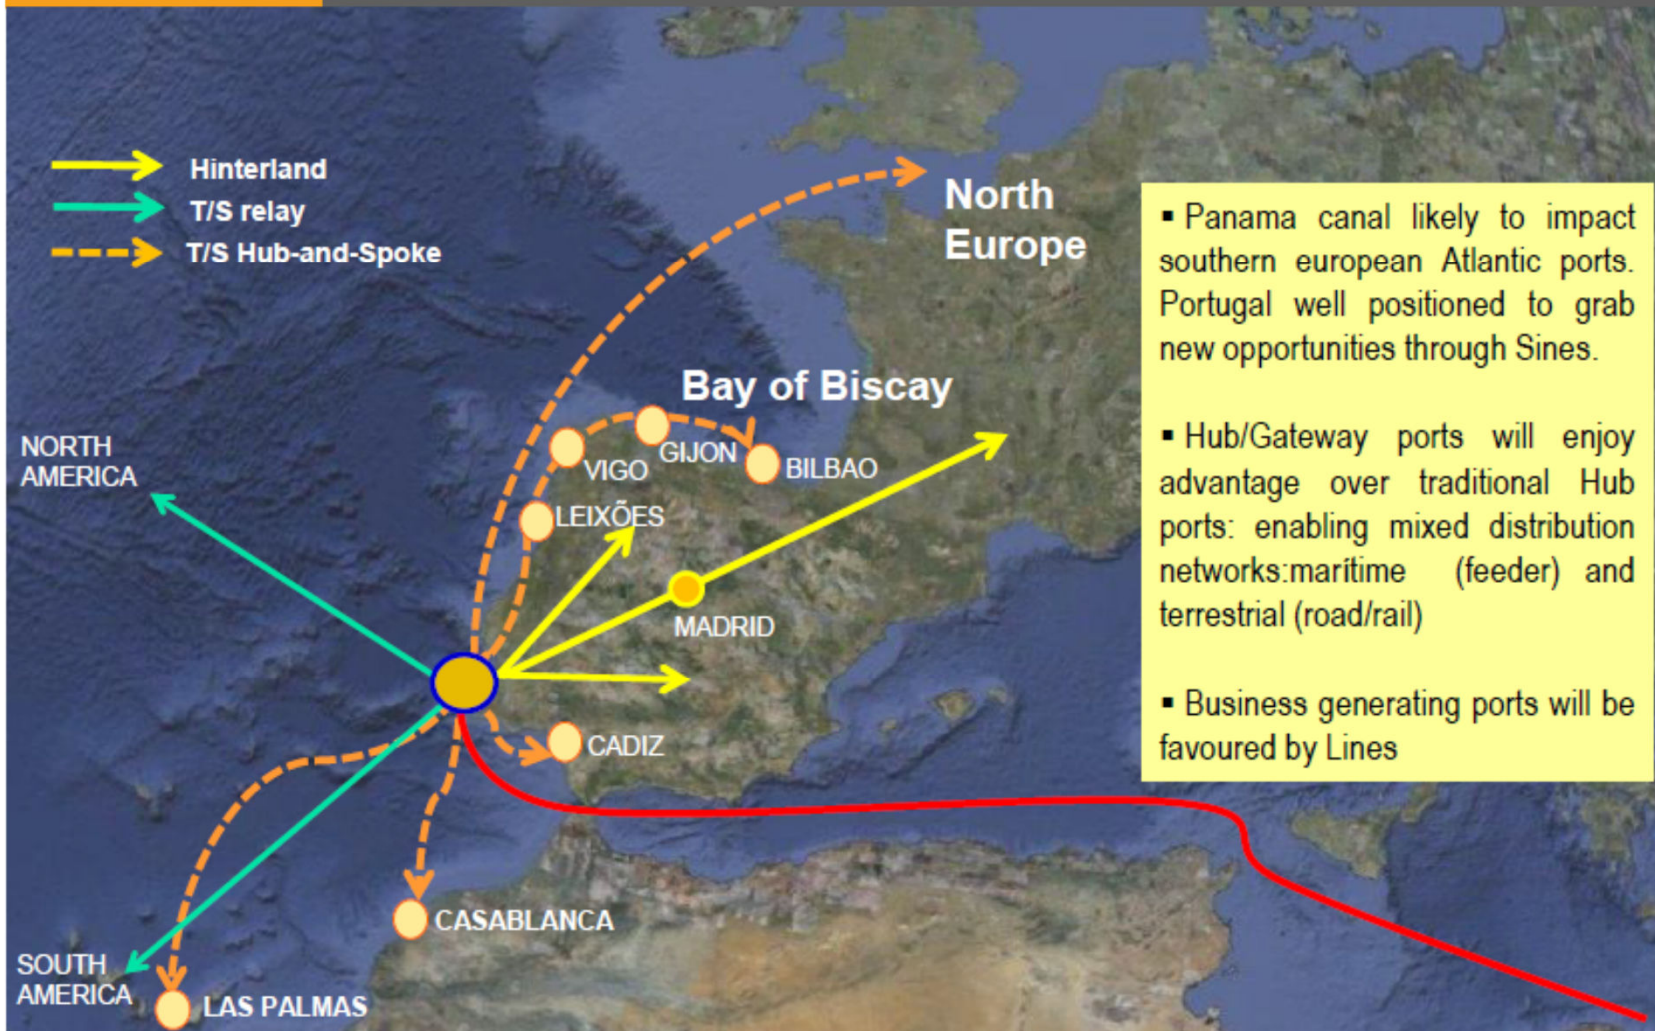 Hinterland
T/S relay
T/S Hub-and-Spoke
North
Europe
Bay of Biscay
NORTH
AMERICA
VIGO
GIJON
BILBAO
LEIXÕES
MADRID
CADIZ
CASABLANCA
SOUTH
AMERICA
LAS PALMAS
▪ Panama canal likely to impact
southern european Atlantic ports.
Portugal well positioned to grab
new opportunities through Sines.
▪ Hub/Gateway ports will enjoy
advantage over traditional Hub
ports: enabling mixed distribution
networks:maritime (feeder) and
terrestrial (road/rail)
▪ Business generating ports will be
favoured by Lines